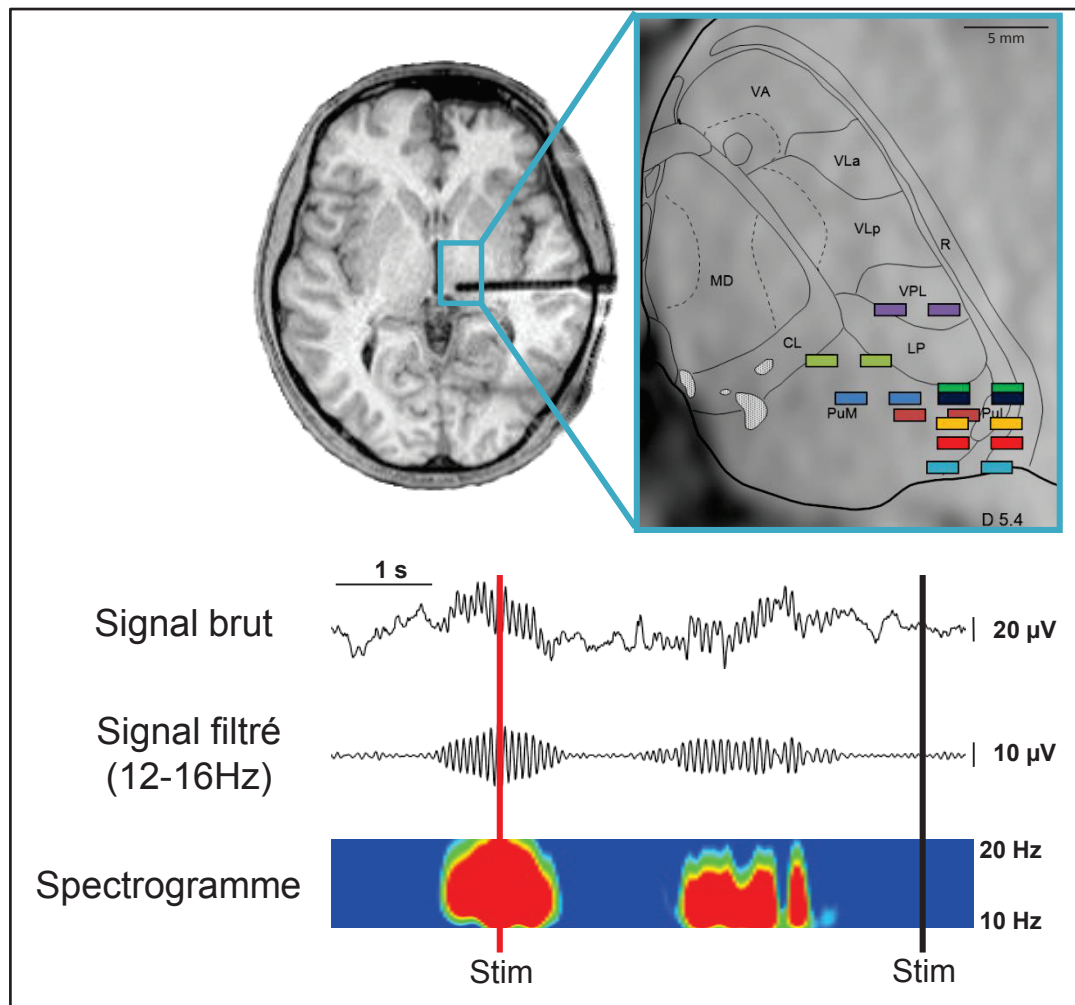 5 mm
VA
VLa
VLp
R
MD
VPL
CL
LP
PuM
PuI
D 5.4
1 s
Signal brut
20 µV
Signal filtré
(12-16Hz)
10 µV
20 Hz
Spectrogramme
10 Hz
Stim
Stim